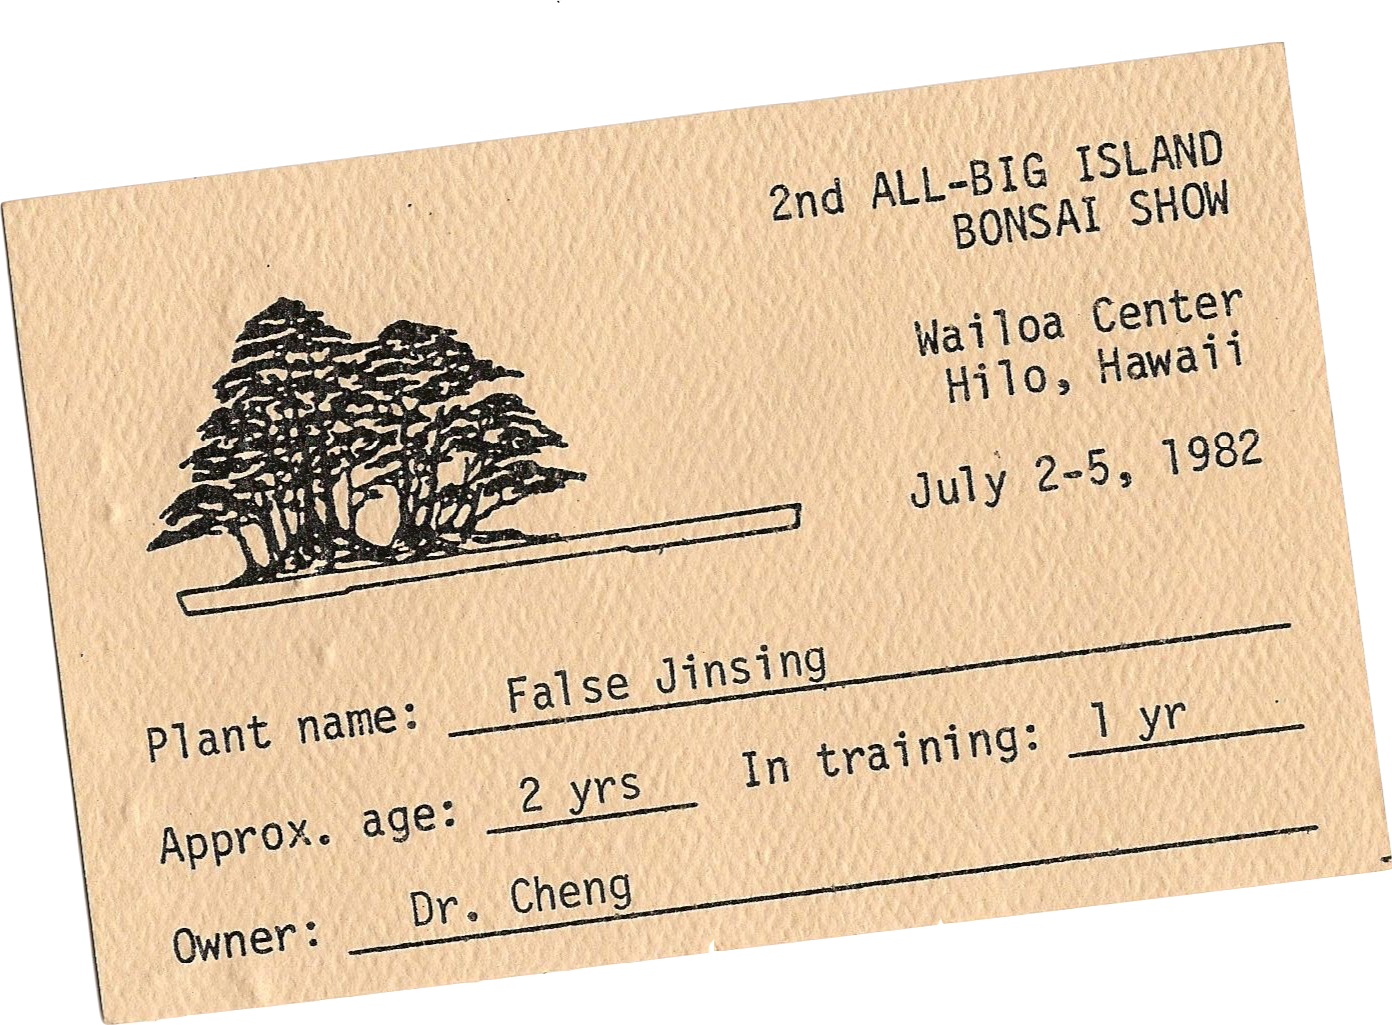 2nd ALL-BIG ISLAND
BONSAI SHOW
Wailoa Center
Hilo, Hawaii
July 2-5, 1982
Plant name: False Jinsing
Approx. age: 2 yrs In training: 1 yr
Owner: Dr. Cheng